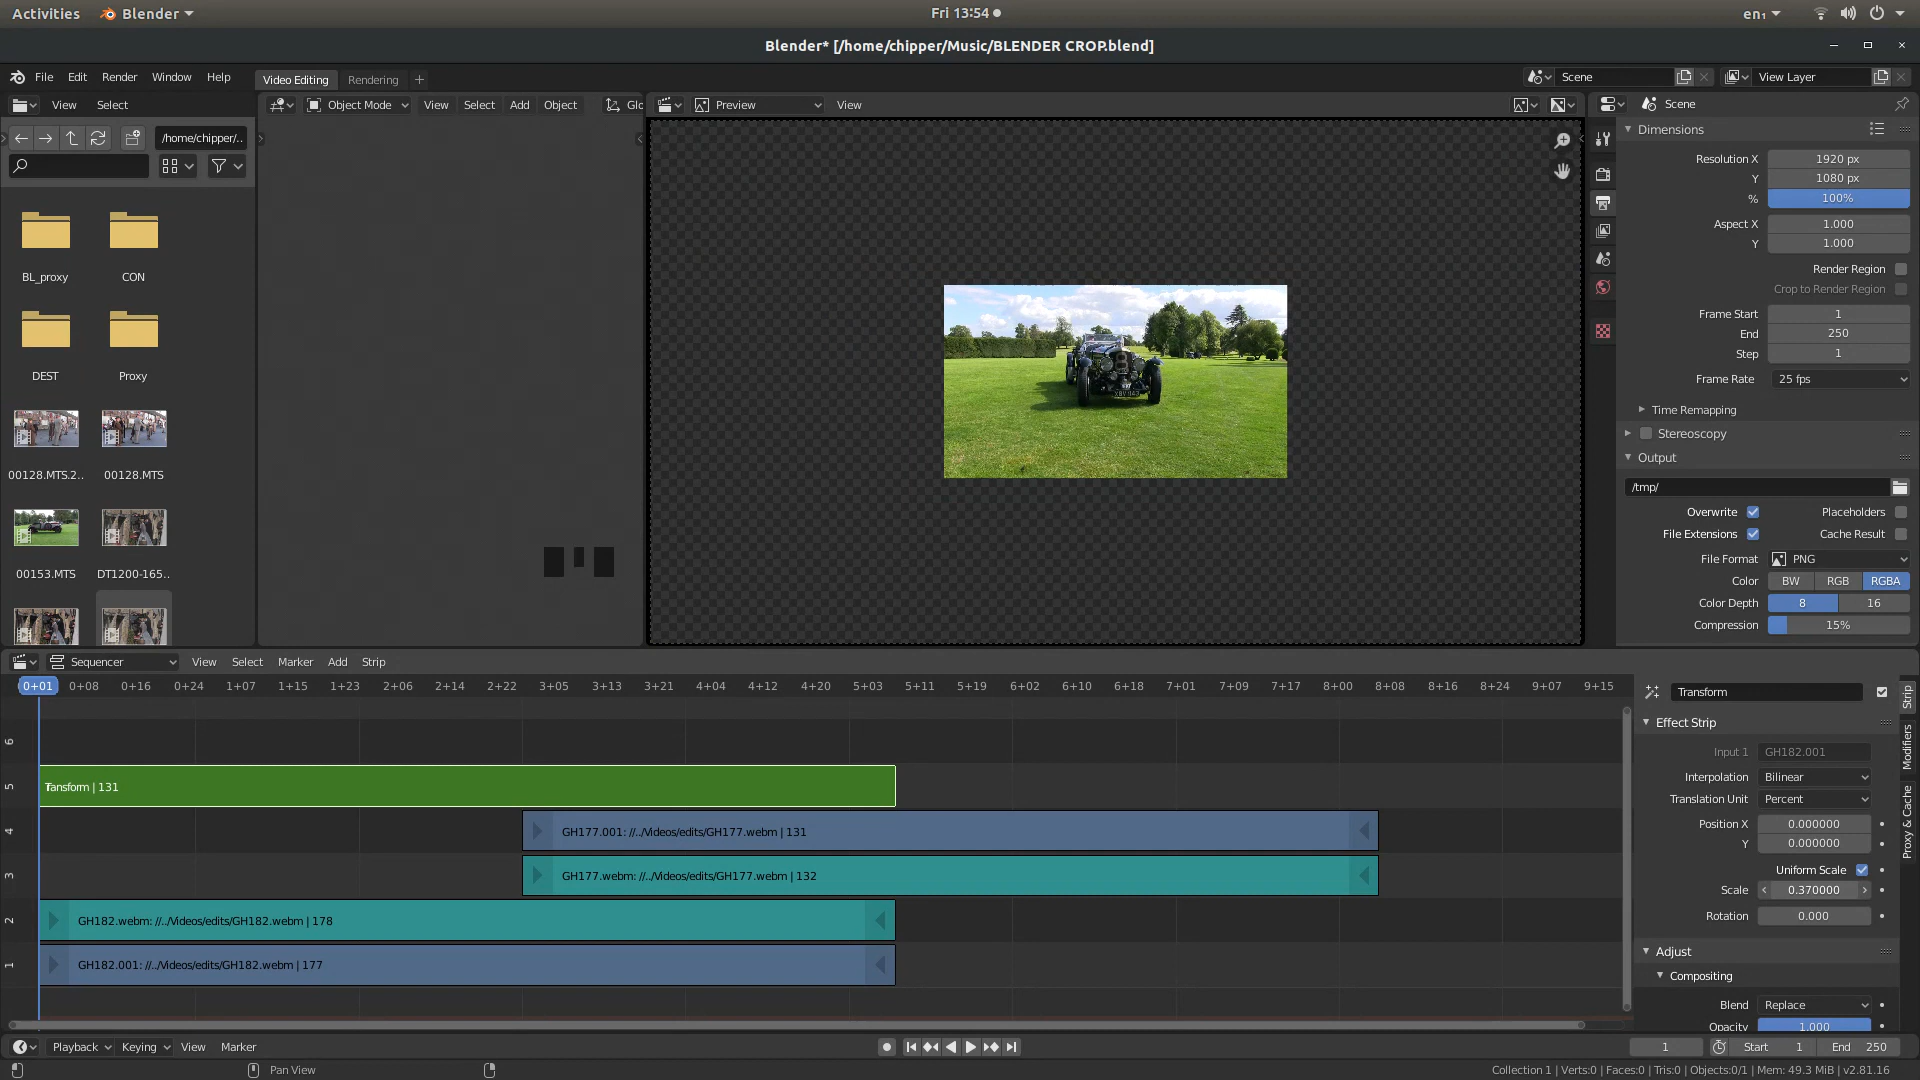 Activities Blender Fri 13:54 en₁
Blender* [/home/chipper/Music/BLENDER CROP.blend]
File Edit Render Window Help Video Editing Rendering + Scene View Layer
View Select Object Mode View Select Add Object Glo Preview View Scene
/home/chipper/..
BL_proxy CON
DEST Proxy
00128.MTS.2.. 00128.MTS
00153.MTS DT1200-165..
Dimensions
Resolution X 1920 px
Y 1080 px
% 100%
Aspect X 1.000
Y 1.000
Render Region
Crop to Render Region
Frame Start 1
End 250
Step 1
Frame Rate 25 fps
Time Remapping
Stereoscopy
Output
/tmp/
Overwrite Placeholders
File Extensions Cache Result
File Format PNG
Color BW RGB RGBA
Color Depth 8 16
Compression 15%
Sequencer View Select Marker Add Strip
0+01 0+08 0+16 0+24 1+07 1+15 1+23 2+06 2+14 2+22 3+05 3+13 3+21 4+04 4+12 4+20 5+03 5+11 5+19 6+02 6+10 6+18 7+01 7+09 7+17 8+00 8+08 8+16 8+24 9+07 9+15
6
5 Transform | 131
4 GH177.001: //../Videos/edits/GH177.webm | 131
3 GH177.webm: //../Videos/edits/GH177.webm | 132
2 GH182.webm: //../Videos/edits/GH182.webm | 178
1 GH182.001: //../Videos/edits/GH182.webm | 177
Transform
Effect Strip
Input 1 GH182.001
Interpolation Bilinear
Translation Unit Percent
Position X 0.000000
Y 0.000000
Uniform Scale
Scale 0.370000
Rotation 0.000
Adjust
Compositing
Blend Replace
Opacity 1.000
Strip
Modifiers
Proxy & Cache
Playback Keying View Marker 1 Start 1 End 250
Pan View Collection 1 | Verts:0 | Faces:0 | Tris:0 | Objects:0/1 | Mem: 49.3 MiB | v2.81.16